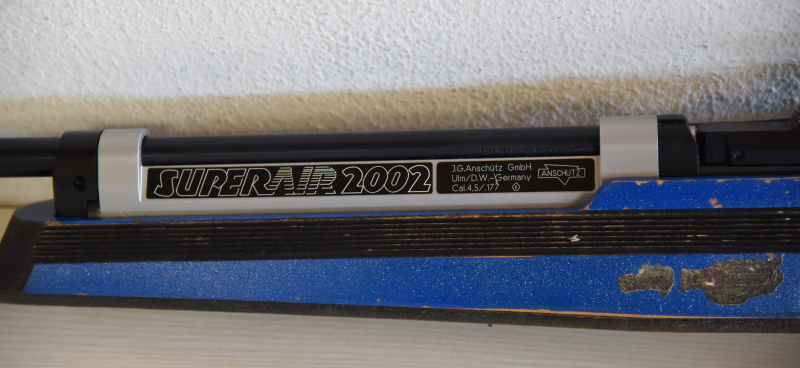 SUPERAIR 2002
J.G.Anschütz GmbH
Ulm/D.W.-Germany
Cal.4,5/.177
F
ANSCHÜTZ